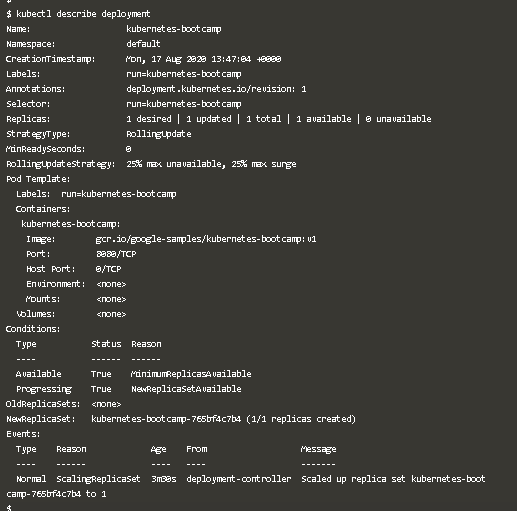 $
$ kubectl describe deployment
Name:                   kubernetes-bootcamp
Namespace:              default
CreationTimestamp:      Mon, 17 Aug 2020 13:47:04 +0000
Labels:                 run=kubernetes-bootcamp
Annotations:            deployment.kubernetes.io/revision: 1
Selector:               run=kubernetes-bootcamp
Replicas:               1 desired | 1 updated | 1 total | 1 available | 0 unavailable
StrategyType:           RollingUpdate
MinReadySeconds:        0
RollingUpdateStrategy:  25% max unavailable, 25% max surge
Pod Template:
  Labels:  run=kubernetes-bootcamp
  Containers:
   kubernetes-bootcamp:
    Image:        gcr.io/google-samples/kubernetes-bootcamp:v1
    Port:         8080/TCP
    Host Port:    0/TCP
    Environment:  <none>
    Mounts:       <none>
  Volumes:        <none>
Conditions:
  Type           Status  Reason
  ----           ------  ------
  Available      True    MinimumReplicasAvailable
  Progressing    True    NewReplicaSetAvailable
OldReplicaSets:  <none>
NewReplicaSet:   kubernetes-bootcamp-765bf4c7b4 (1/1 replicas created)
Events:
  Type    Reason             Age    From                   Message
  ----    ------             ----   ----                   -------
  Normal  ScalingReplicaSet  3m30s  deployment-controller  Scaled up replica set kubernetes-boot
camp-765bf4c7b4 to 1
$